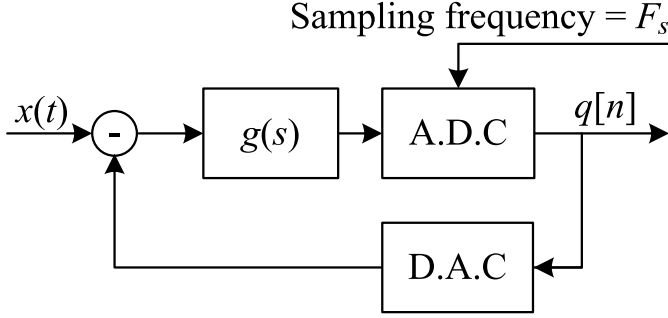 Sampling frequency = Fs
x(t)
-
g(s)
A.D.C
q[n]
D.A.C